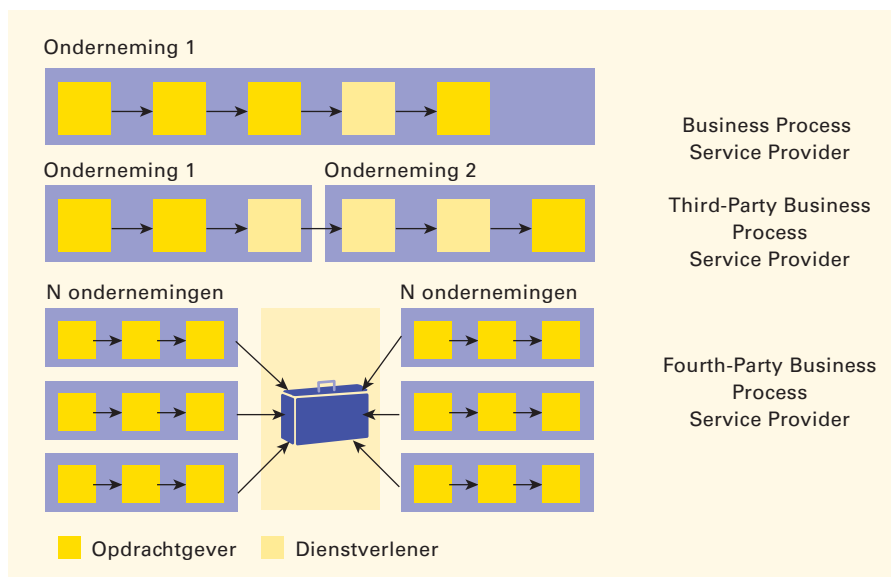 Onderneming 1
Business Process
Service Provider
Onderneming 1
Onderneming 2
Third-Party Business
Process
Service Provider
N ondernemingen
N ondernemingen
Fourth-Party Business
Process
Service Provider
Opdrachtgever
Dienstverlener